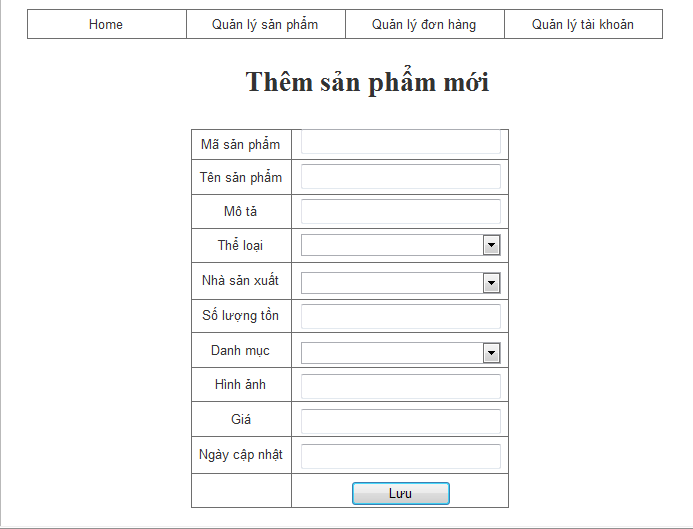 Home Quản lý sản phẩm Quản lý đơn hàng Quản lý tài khoản
Thêm sản phẩm mới
Mã sản phẩm
Tên sản phẩm
Mô tả
Thể loại
Nhà sản xuất
Số lượng tồn
Danh mục
Hình ảnh
Giá
Ngày cập nhật
Lưu